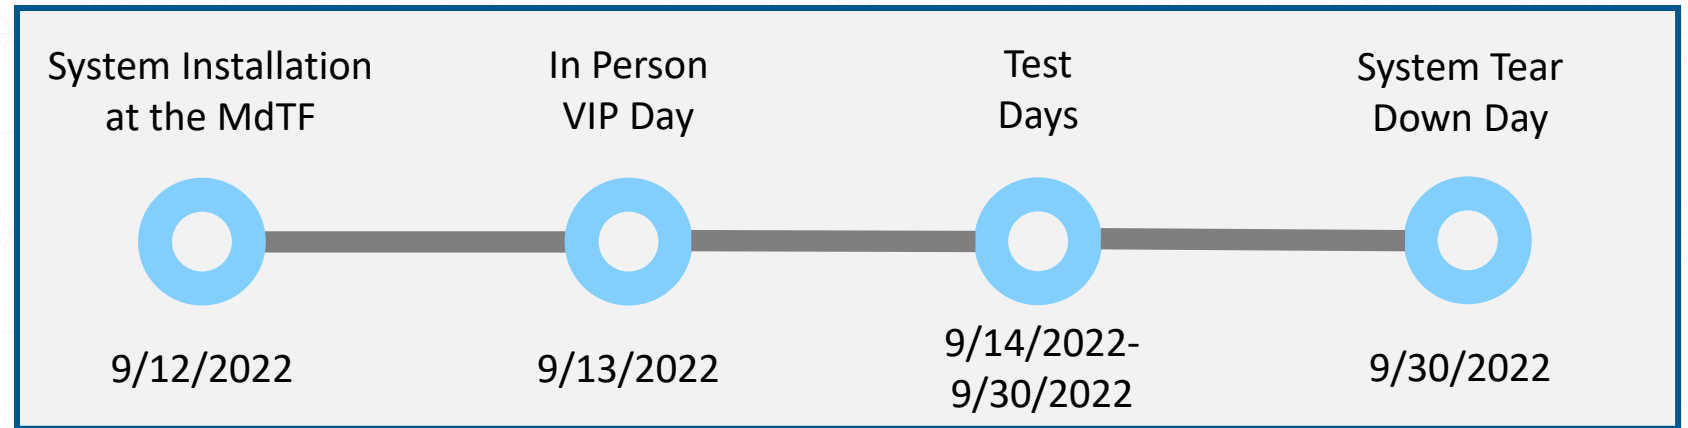 System Installation
at the MdTF
In Person
VIP Day
Test
Days
System Tear
Down Day
9/12/2022
9/13/2022
9/14/2022-
9/30/2022
9/30/2022